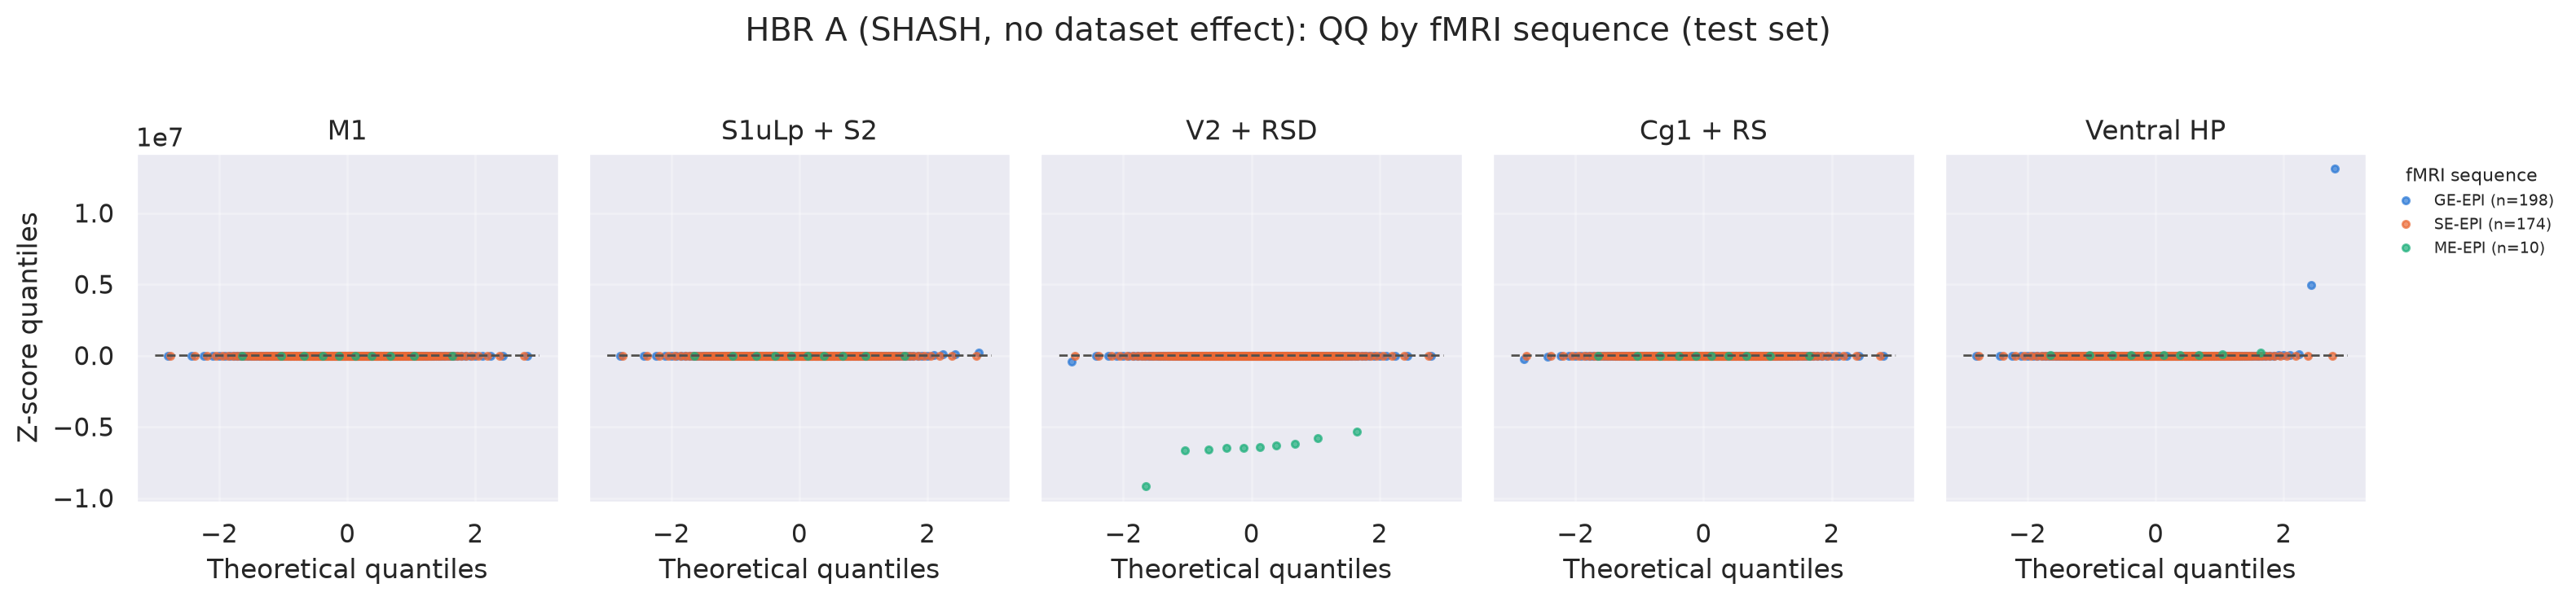 HBR A (SHASH, no dataset effect): QQ by fMRI sequence (test set)
M1
S1uLp + S2
V2 + RSD
Cg1 + RS
Ventral HP
1e7
fMRI sequence
GE-EPI (n=198)
SE-EPI (n=174)
ME-EPI (n=10)
Z-score quantiles
1.0
0.5
0.0
−0.5
−1.0
−2 0 2
−2 0 2
−2 0 2
−2 0 2
−2 0 2
Theoretical quantiles
Theoretical quantiles
Theoretical quantiles
Theoretical quantiles
Theoretical quantiles